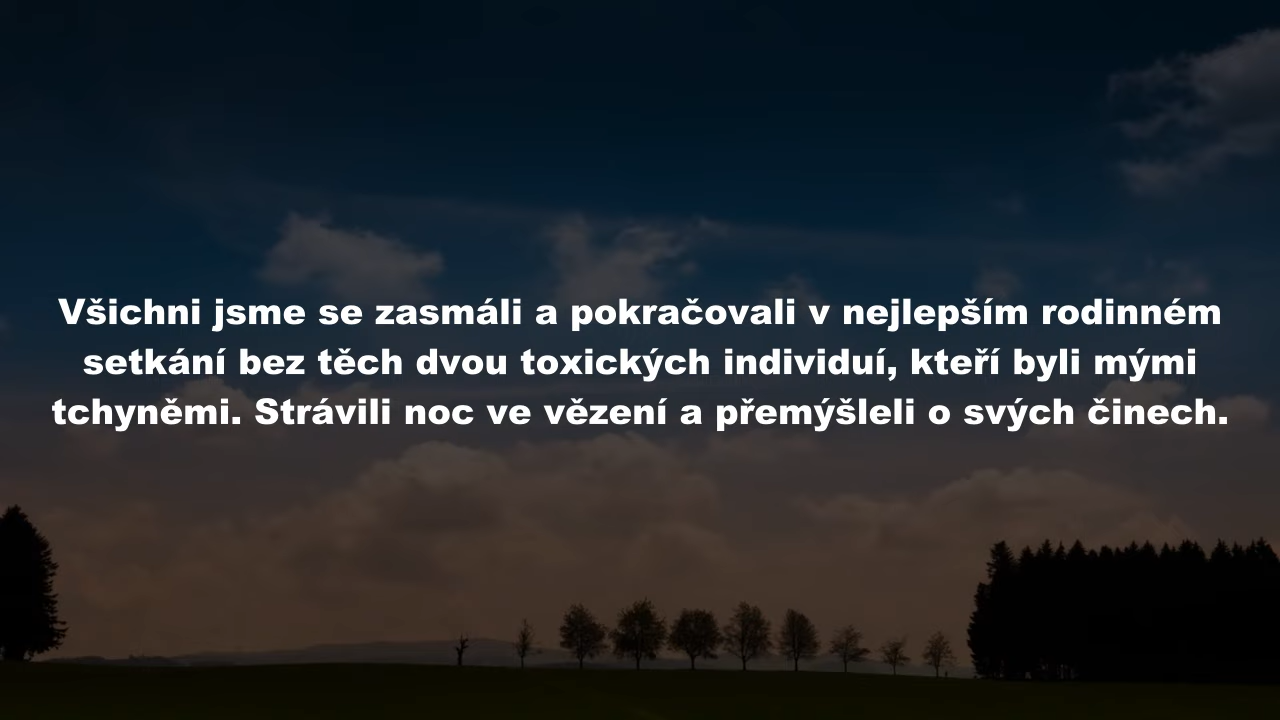 Všichni jsme se zasmáli a pokračovali v nejlepším rodinném
setkání bez těch dvou toxických individuí, kteří byli mými
tchyněmi. Strávili noc ve vězení a přemýšleli o svých činech.